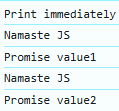 Print immediately
Namaste JS
Promise value1
Namaste JS
Promise value2